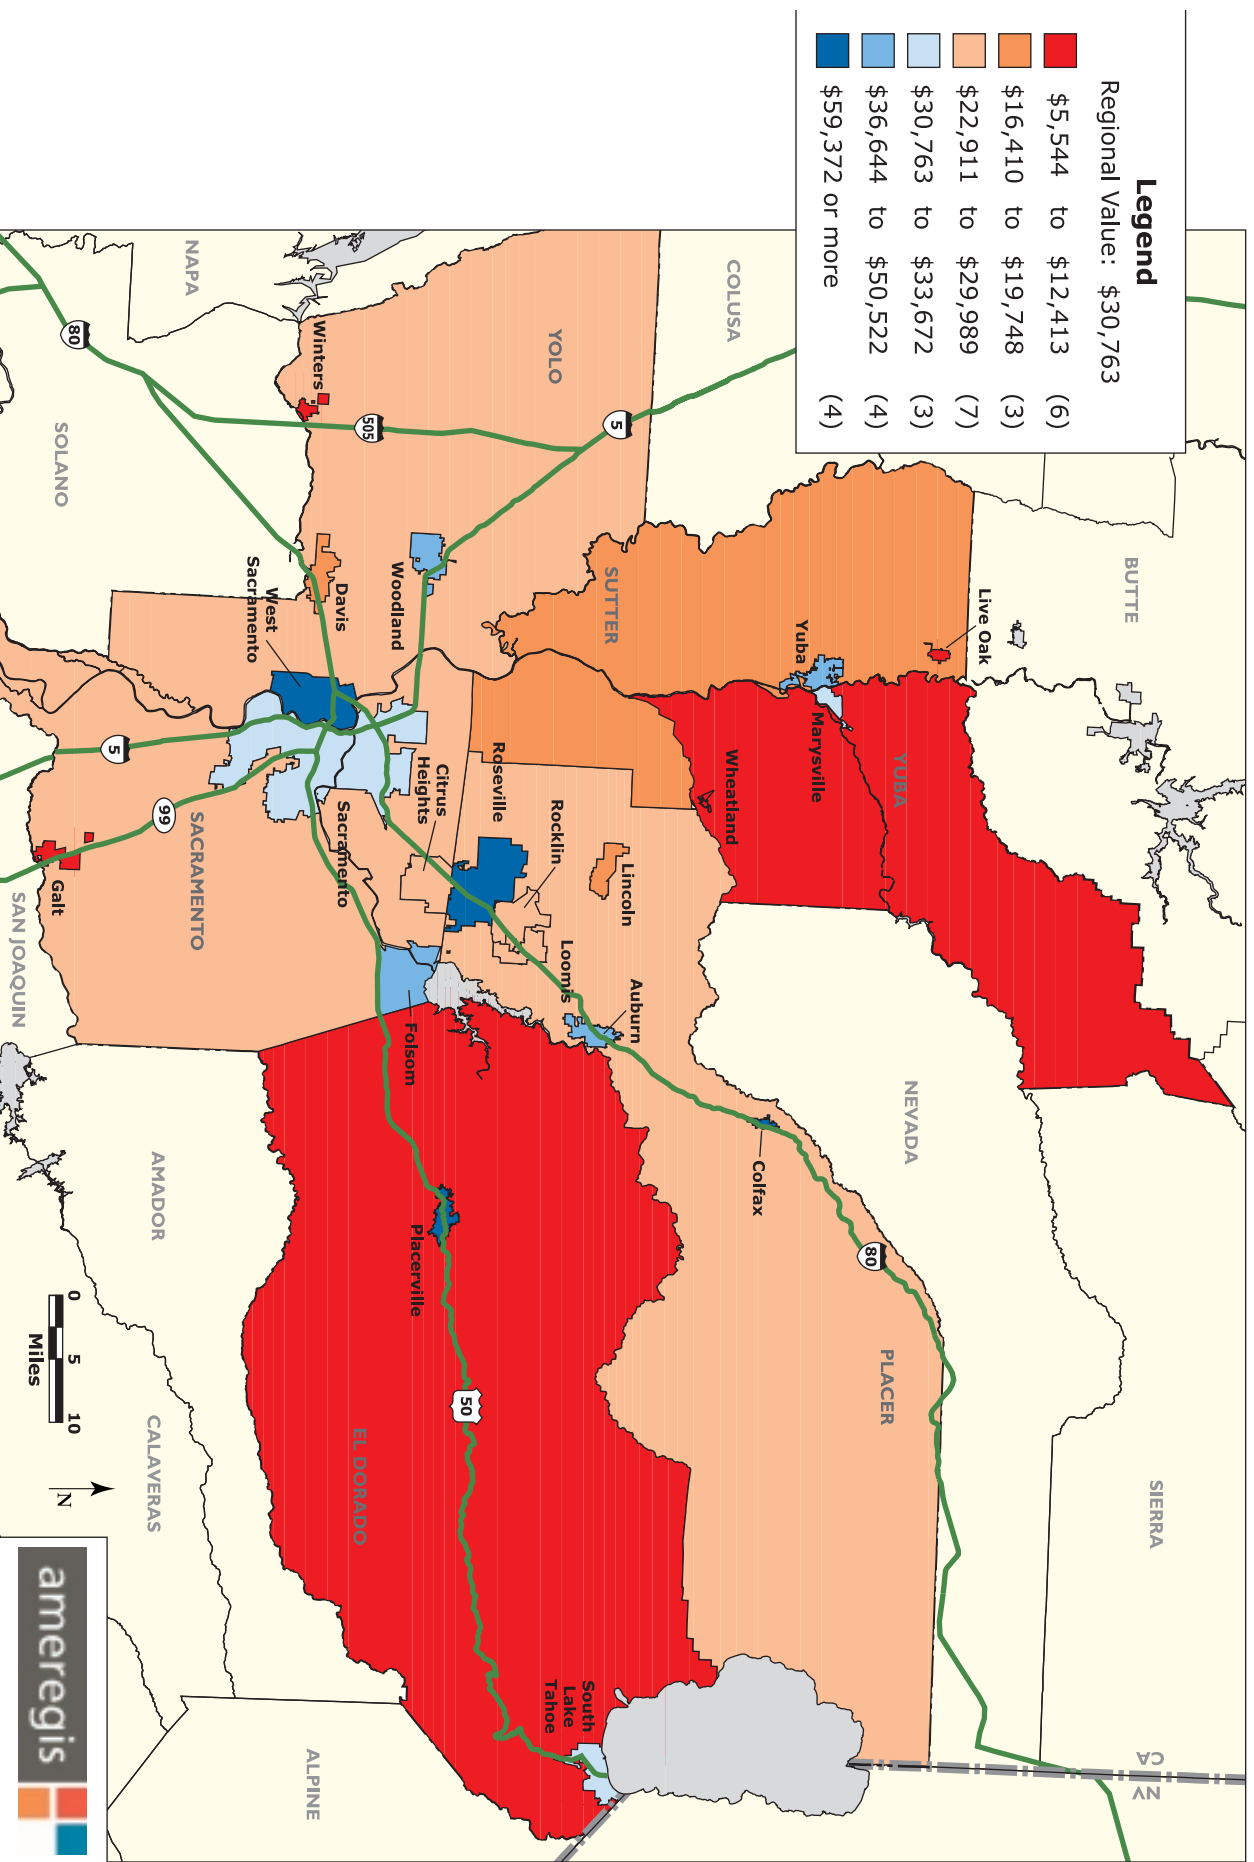 Legend
Regional Value: $30,763
$5,544 to $12,413 (6)
$16,410 to $19,748 (3)
$22,911 to $29,989 (7)
$30,763 to $33,672 (3)
$36,644 to $50,522 (4)
$59,372 or more (4)
BUTTE
SIERRA
CA
NV
COLUSA
Live Oak
YUBA
NEVADA
PLACER
80
Yuba
Marysville
Wheatland
Colfax
SUTTER
5
YOLO
Lincoln
Auburn
Rocklin
Loomis
Roseville
South
Lake
Tahoe
Citrus
Heights
Woodland
Folsom
Placerville
50
505
EL DORADO
Winters
Davis
Sacramento
West
Sacramento
ALPINE
NAPA
SACRAMENTO
99
AMADOR
CALAVERAS
5
80
SOLANO
Galt
SAN JOAQUIN
0 5 10
Miles
N
ameregis